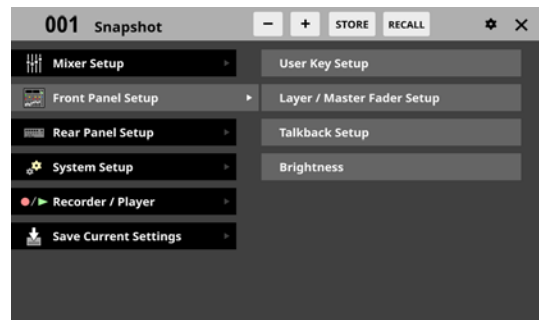 001 Snapshot - + STORE RECALL
Mixer Setup
Front Panel Setup
Rear Panel Setup
System Setup
Recorder / Player
Save Current Settings
User Key Setup
Layer / Master Fader Setup
Talkback Setup
Brightness